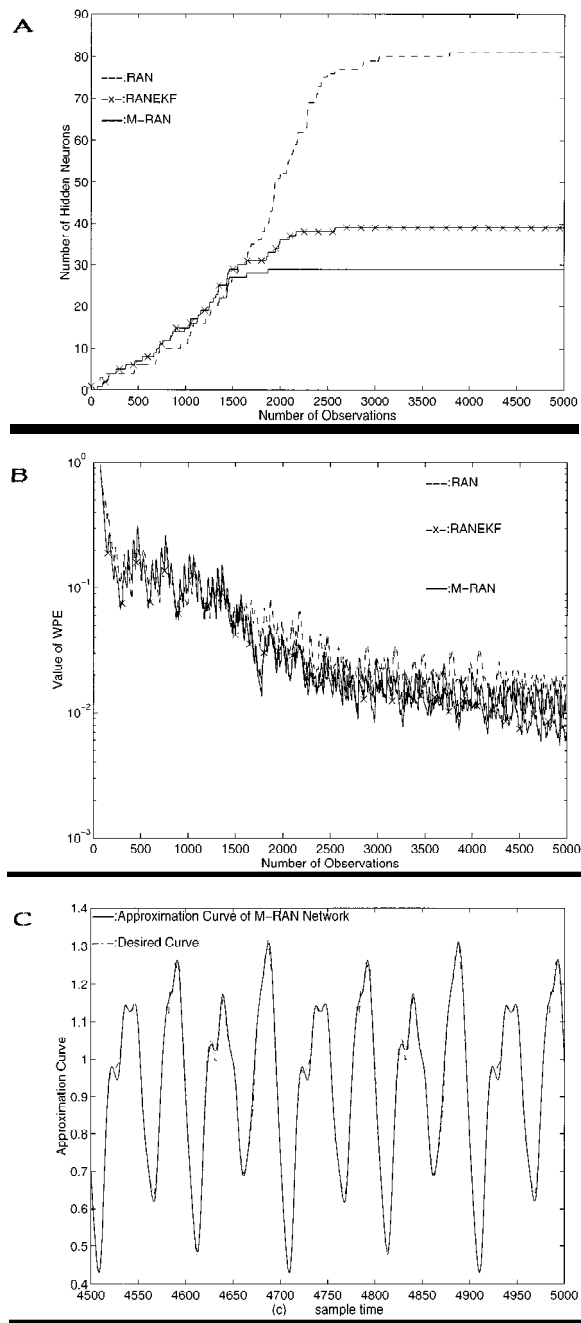 A
90
80
70
60
50
40
30
20
10
0
Number of Hidden Neurons
:RAN
:RANEKF
:M-RAN
0 500 1000 1500 2000 2500 3000 3500 4000 4500 5000
Number of Observations
B
10^0
10^-1
10^-2
10^-3
Value of WPE
:RAN
:RANEKF
:M-RAN
0 500 1000 1500 2000 2500 3000 3500 4000 4500 5000
Number of Observations
C
1.4
1.3
1.2
1.1
1
0.9
0.8
0.7
0.6
0.5
0.4
Approximation Curve
:Approximation Curve of M-RAN Network
:Desired Curve
4500 4550 4600 4650 4700 4750 4800 4850 4900 4950 5000
(c) sample time